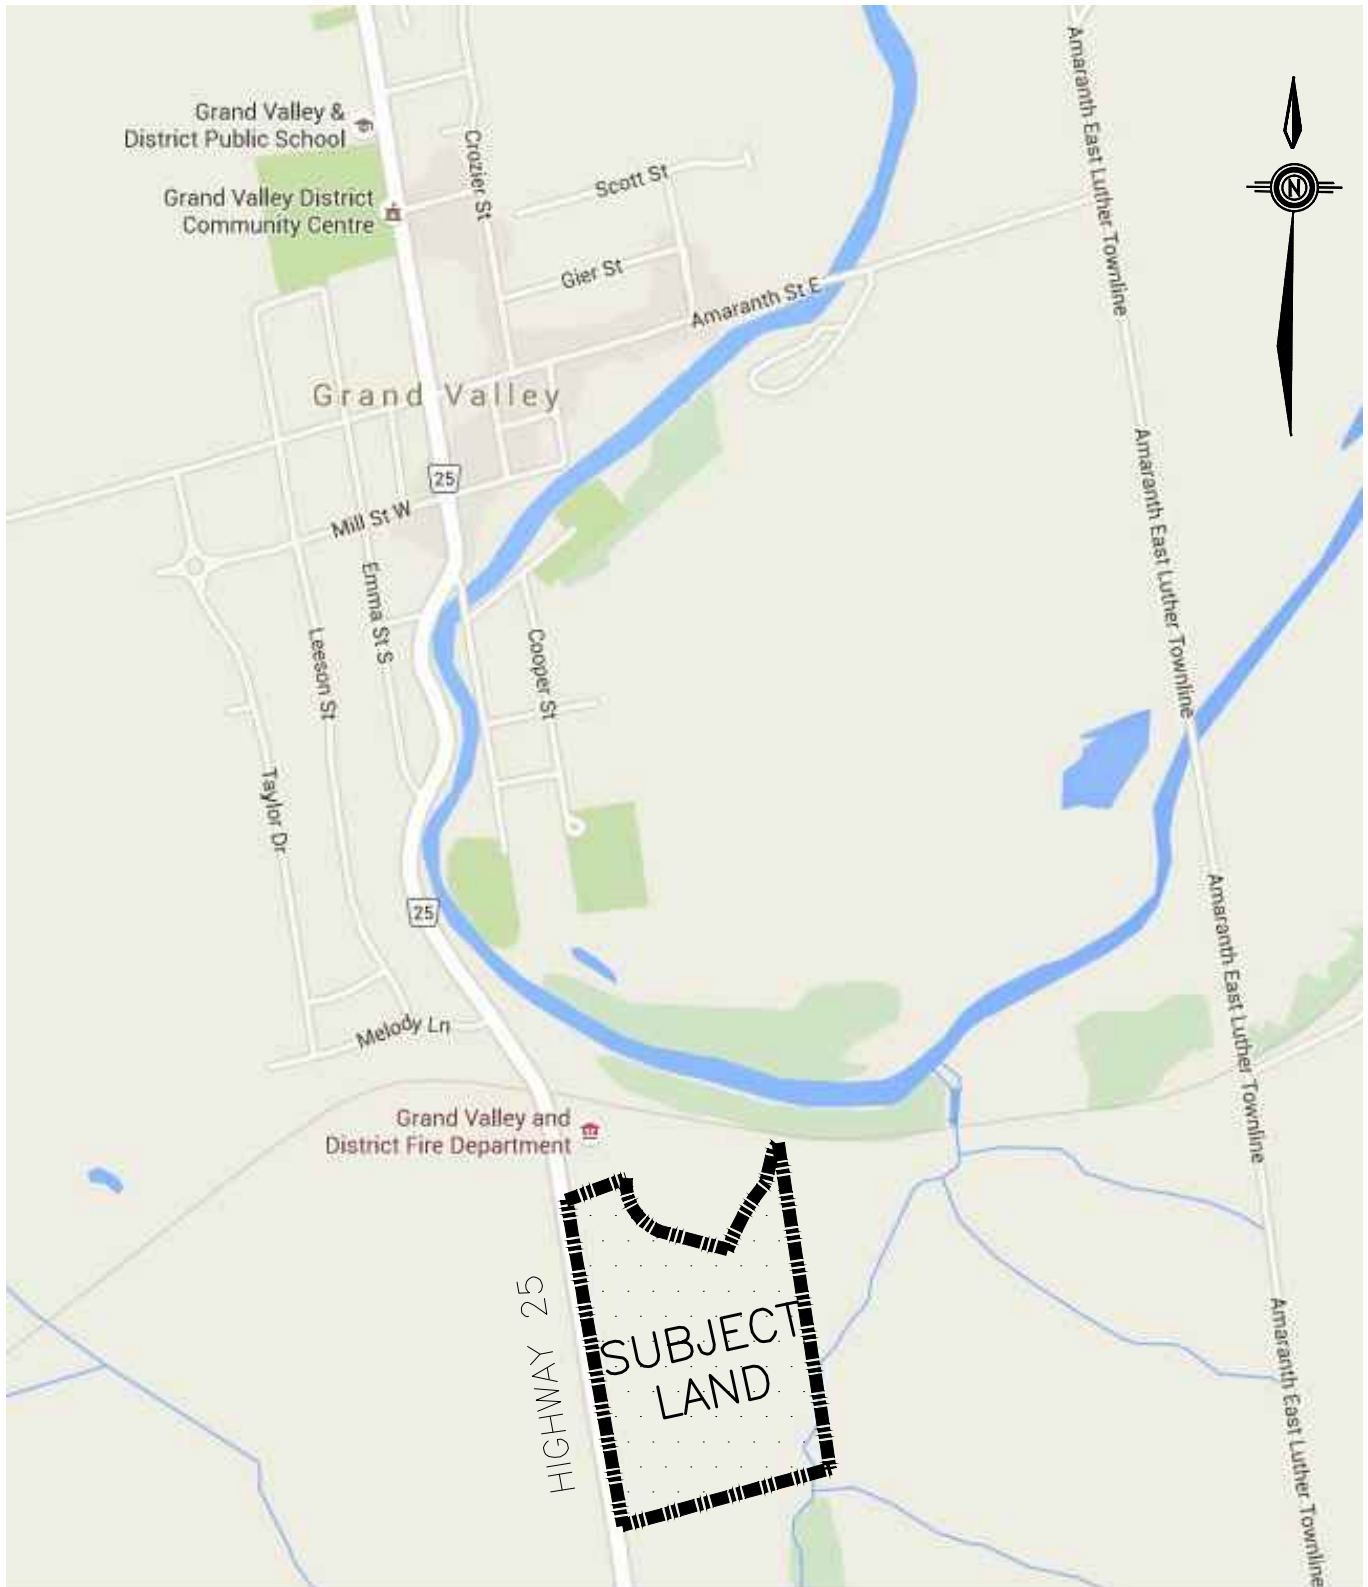 Grand Valley &
District Public School
Grand Valley District
Community Centre
Crozier St
Scott St
Gier St
Amaranth St E
Amaranth East Luther Townline
N
Grand Valley
25
Mill St W
Amaranth East Luther Townline
Emma St S
Leeson St
Cooper St
Taylor Dr
25
Melody Ln
Amaranth East Luther Townline
Grand Valley and
District Fire Department
HIGHWAY 25
SUBJECT
LAND
Amaranth East Luther Townline